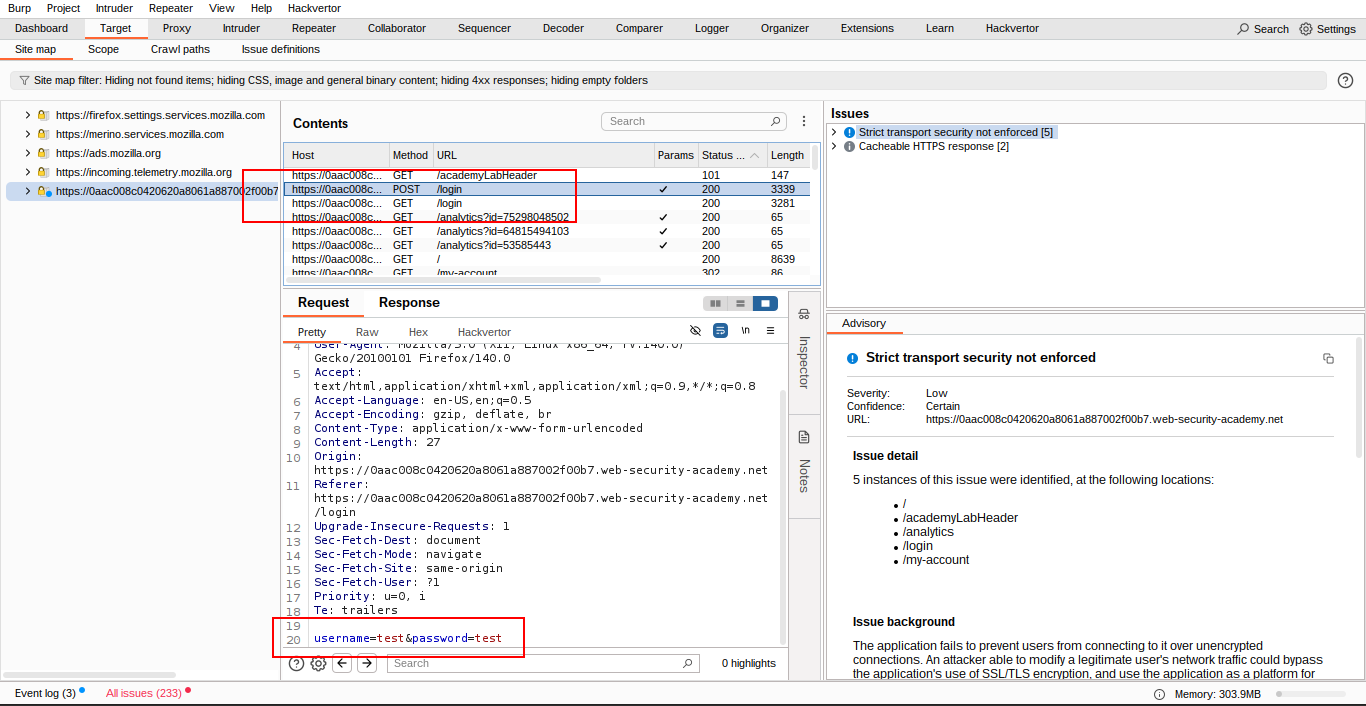 Burp Project Intruder Repeater View Help Hackvertor
Dashboard Target Proxy Intruder Repeater Collaborator Sequencer Decoder Comparer Logger Organizer Extensions Learn Hackvertor Search Settings
Site map Scope Crawl paths Issue definitions
Site map filter: Hiding not found items; hiding CSS, image and general binary content; hiding 4xx responses; hiding empty folders
https://firefox.settings.services.mozilla.com
https://merino.services.mozilla.com
https://ads.mozilla.org
https://incoming.telemetry.mozilla.org
https://0aac008c0420620a8061a887002f00b7
Contents Search
Host Method URL Params Status ... Length
https://0aac008c... GET /academyLabHeader 101 147
https://0aac008c... POST /login 200 3339
https://0aac008c... GET /login 200 3281
https://0aac008c... GET /analytics?id=75298048502 200 65
https://0aac008c... GET /analytics?id=64815494103 200 65
https://0aac008c... GET /analytics?id=53585443 200 65
https://0aac008c... GET / 200 8639
https://0aac008c... GET /my-account 302 86
Request Response
Pretty Raw Hex Hackvertor
\n
4 User-Agent: Mozilla/5.0 (X11; Linux x86_64; rv:140.0)
Gecko/20100101 Firefox/140.0
5 Accept:
text/html,application/xhtml+xml,application/xml;q=0.9,*/*;q=0.8
6 Accept-Language: en-US,en;q=0.5
7 Accept-Encoding: gzip, deflate, br
8 Content-Type: application/x-www-form-urlencoded
9 Content-Length: 27
10 Origin:
https://0aac008c0420620a8061a887002f00b7.web-security-academy.net
11 Referer:
https://0aac008c0420620a8061a887002f00b7.web-security-academy.net
/login
12 Upgrade-Insecure-Requests: 1
13 Sec-Fetch-Dest: document
14 Sec-Fetch-Mode: navigate
15 Sec-Fetch-Site: same-origin
16 Sec-Fetch-User: ?1
17 Priority: u=0, i
18 Te: trailers
19
20 username=test&password=test
Search 0 highlights
Inspector
Notes
Issues
Strict transport security not enforced [5]
Cacheable HTTPS response [2]
Advisory
Strict transport security not enforced
Severity: Low
Confidence: Certain
URL: https://0aac008c0420620a8061a887002f00b7.web-security-academy.net
Issue detail
5 instances of this issue were identified, at the following locations:
/
/academyLabHeader
/analytics
/login
/my-account
Issue background
The application fails to prevent users from connecting to it over unencrypted
connections. An attacker able to modify a legitimate user's network traffic could bypass
the application's use of SSL/TLS encryption, and use the application as a platform for
Event log (3) All issues (233) Memory: 303.9MB